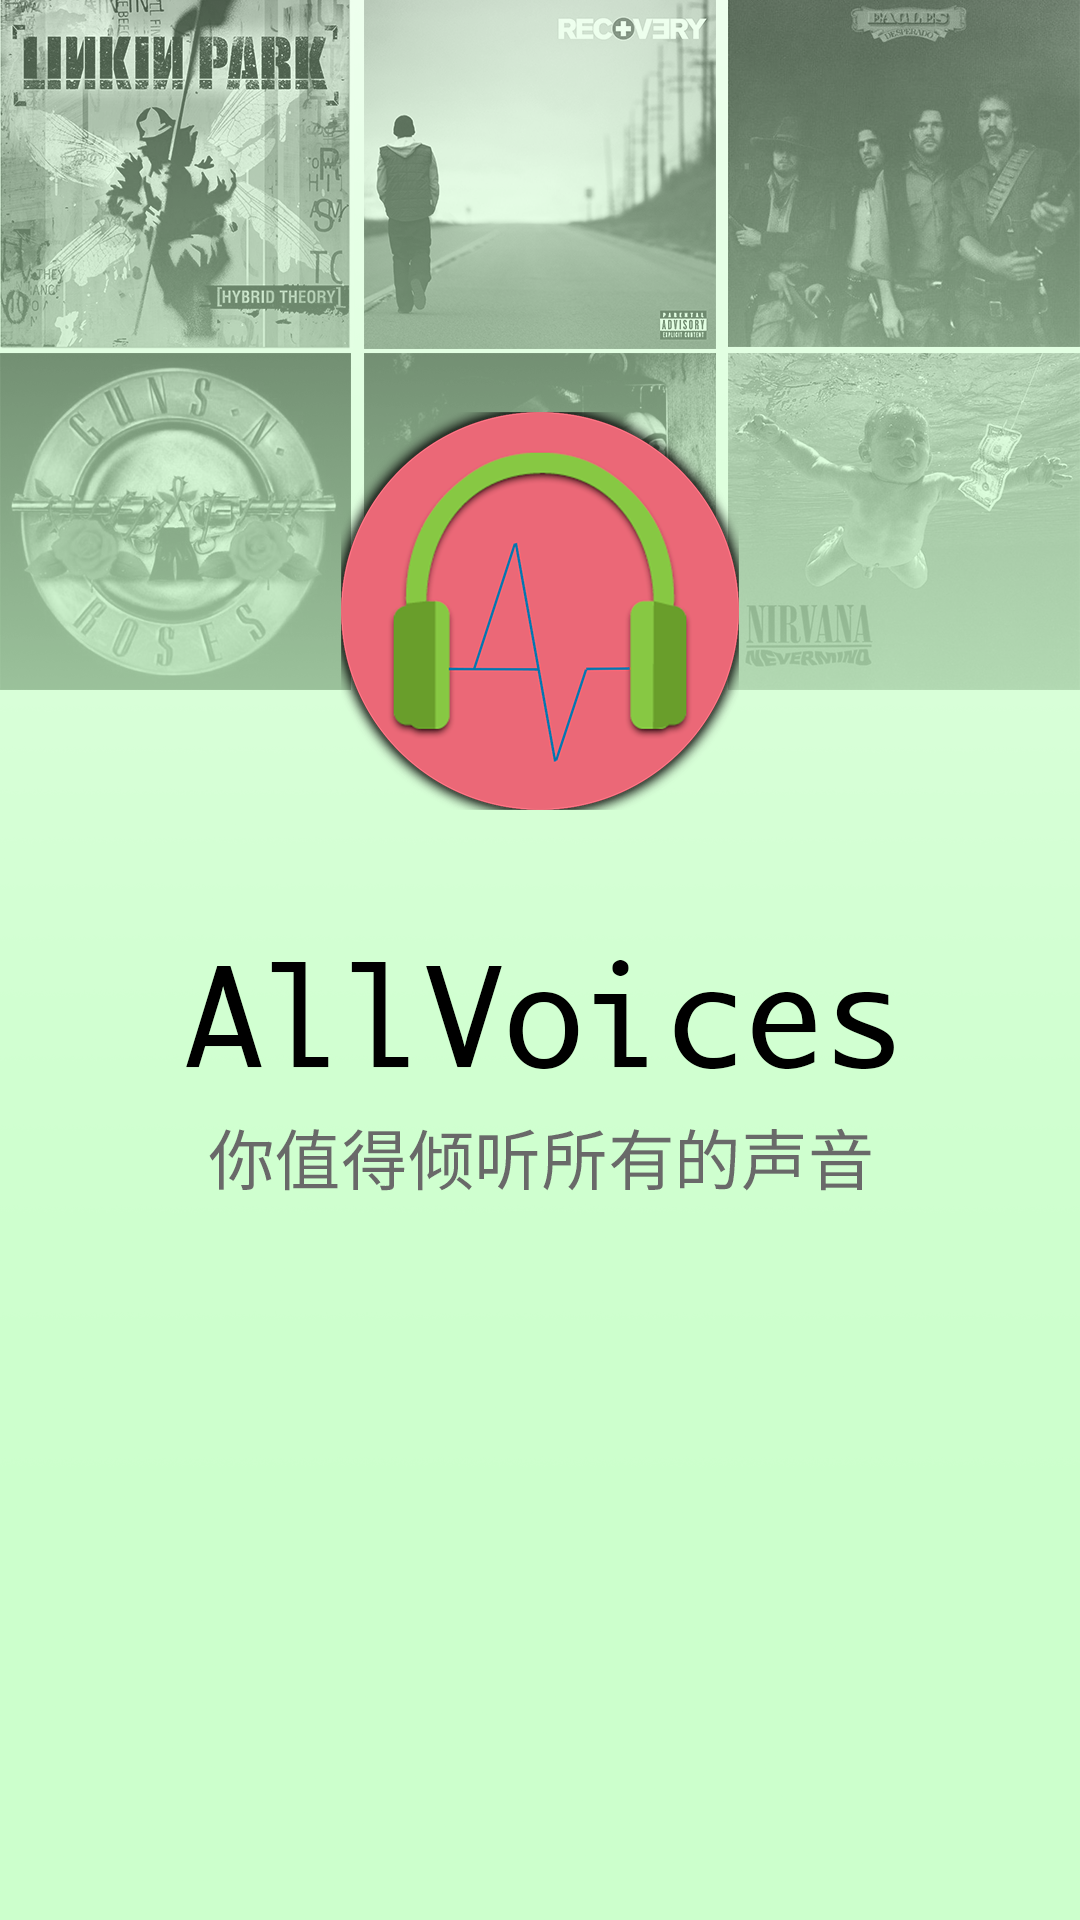 LINKIN PARK
[HYBRID THEORY]
RECOVERY
PARENTAL
ADVISORY
EXPLICIT CONTENT
EAGLES
DESPERADO
GUNS N'
ROSES
NIRVANA
NEVERMIND
AllVoices
你值得倾听所有的声音